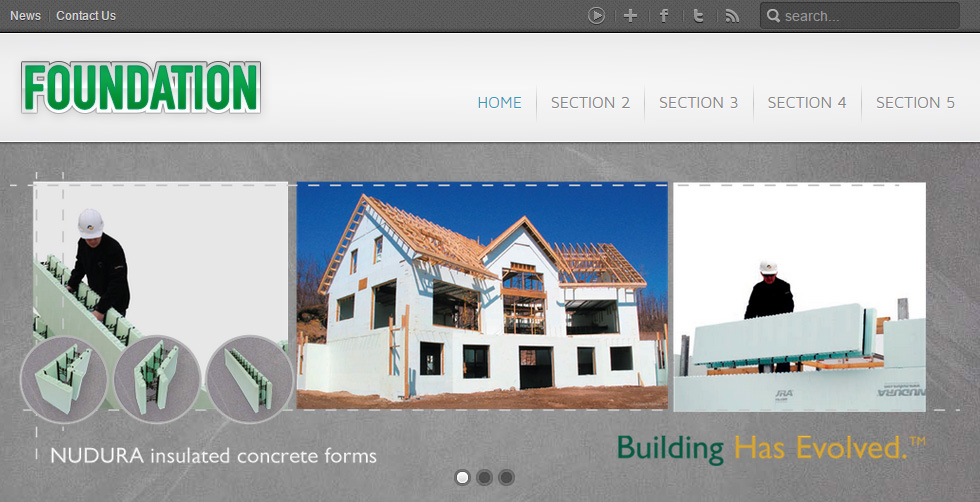 News Contact Us search...
FOUNDATION
HOME SECTION 2 SECTION 3 SECTION 4 SECTION 5
NUDURA insulated concrete forms
Building Has Evolved.™